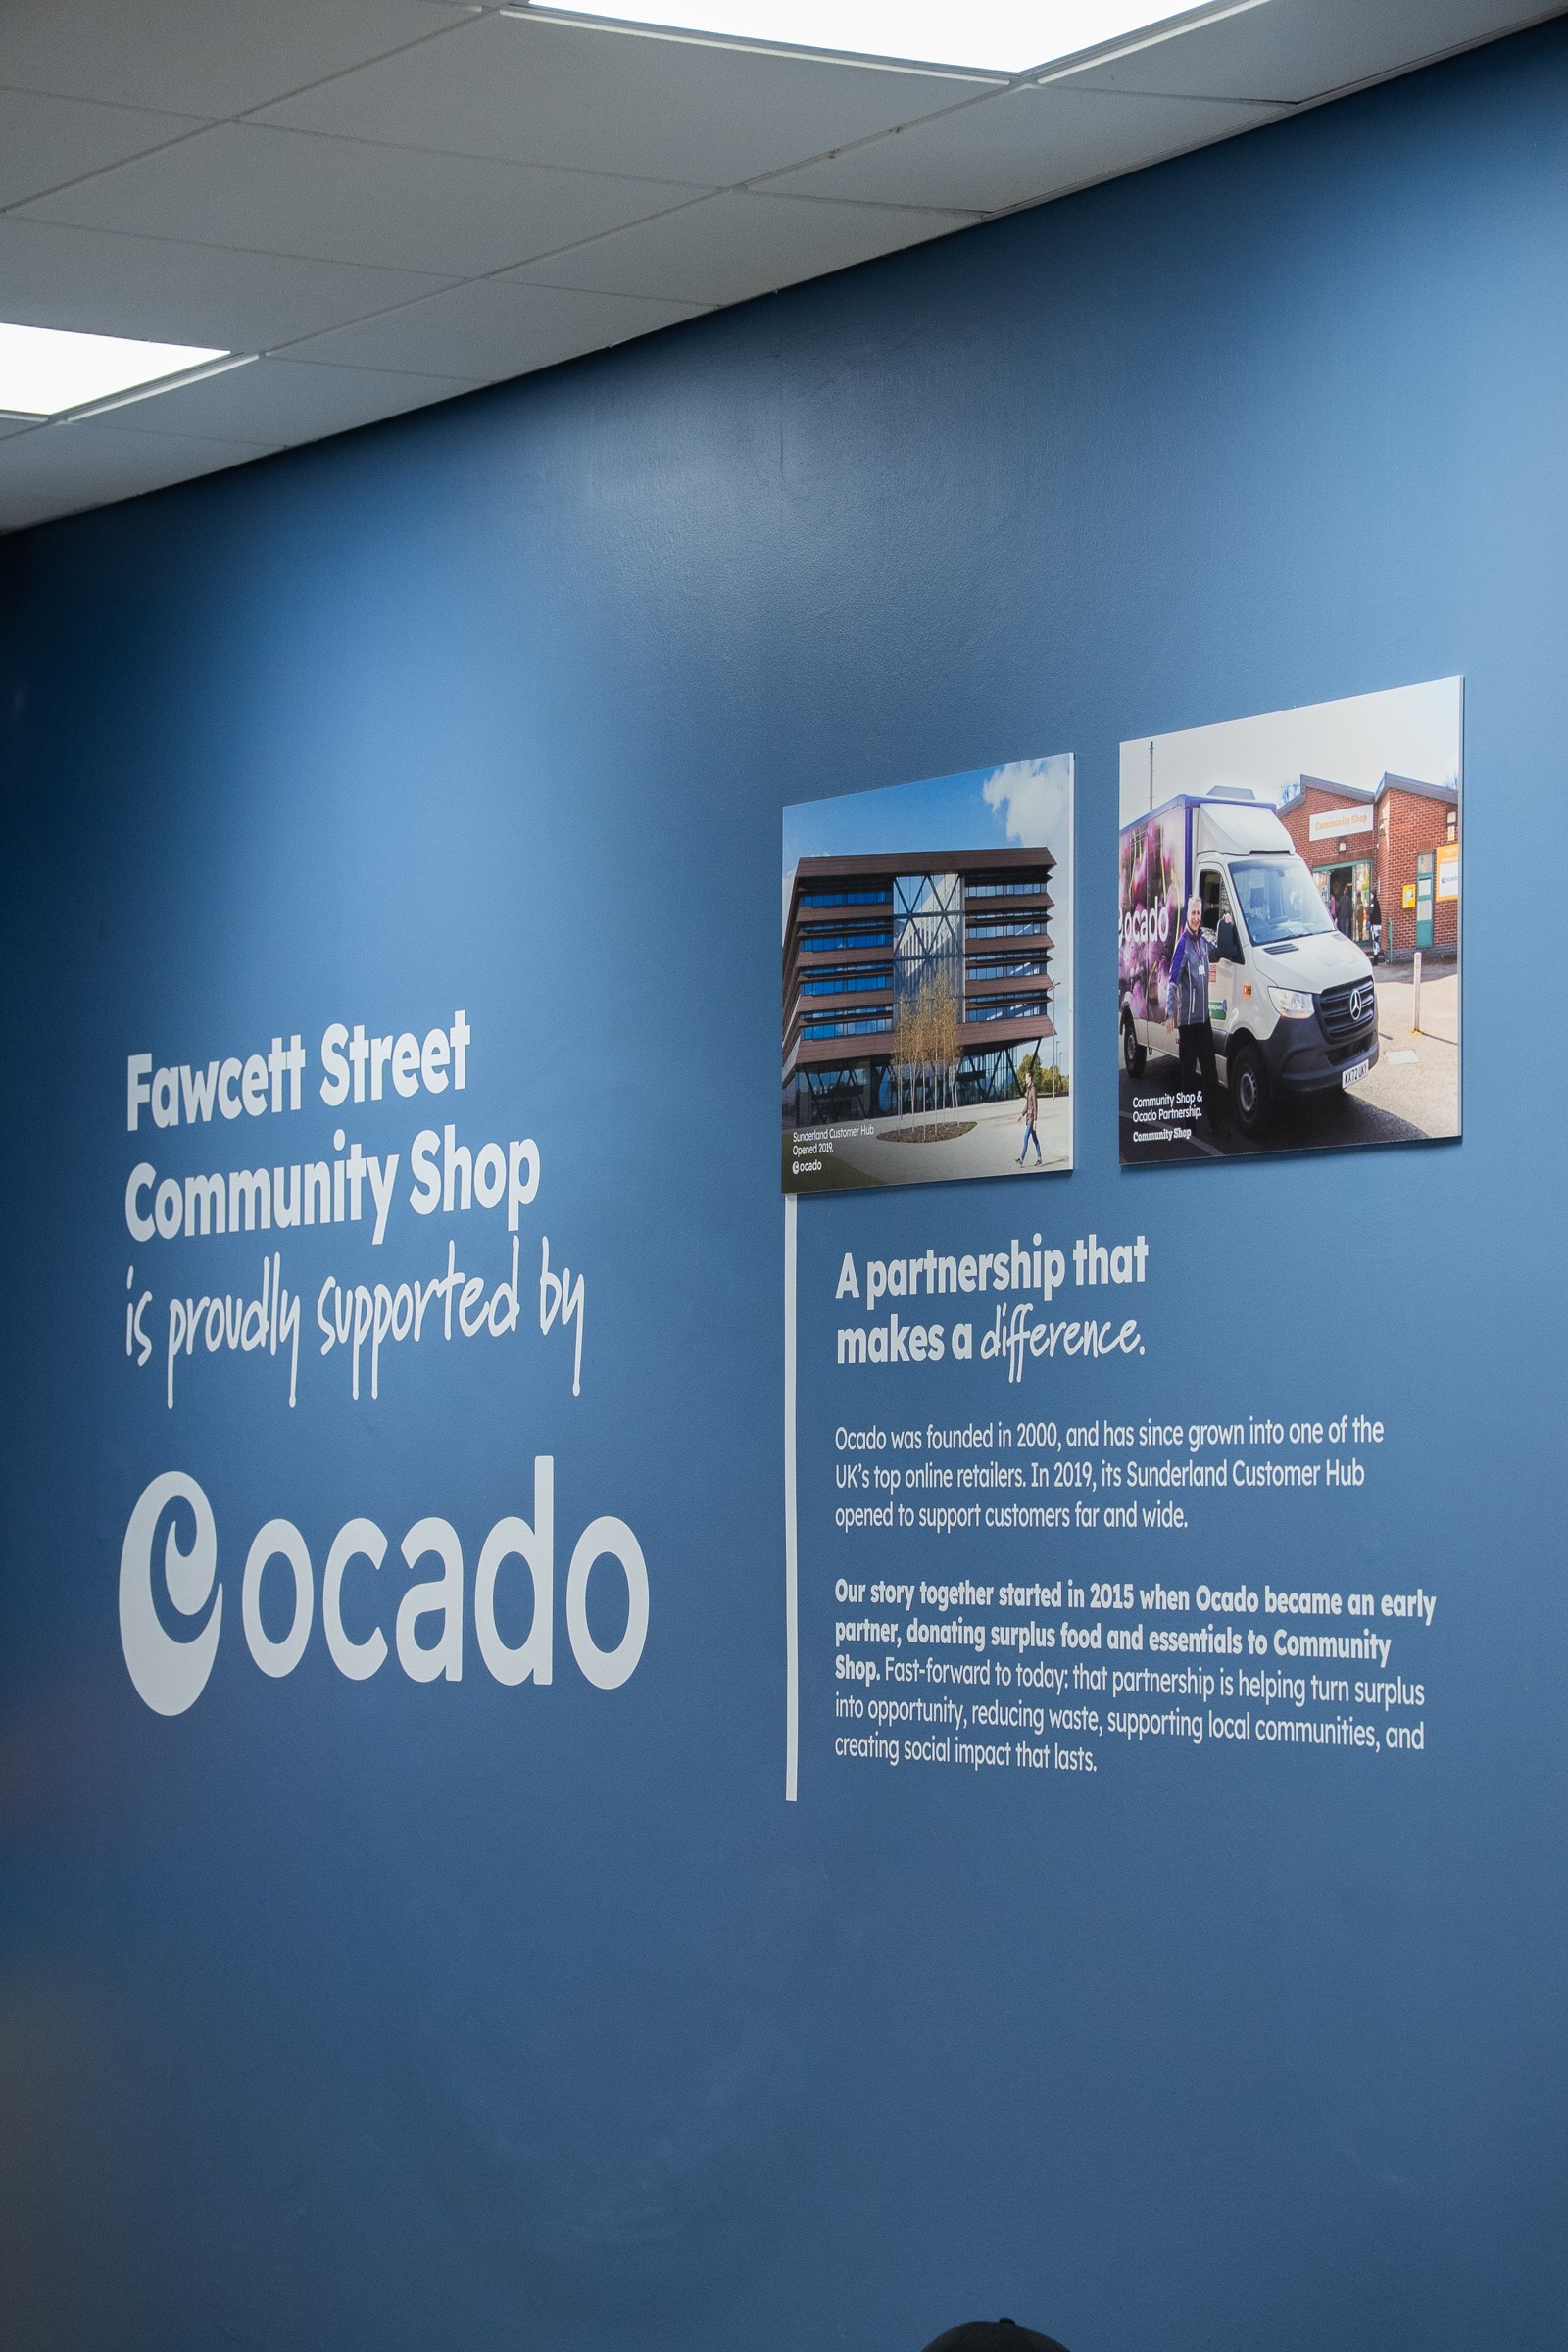 Fawcett Street
Community Shop
is proudly supported by
ocado
Sunderland Customer Hub
Opened 2019.
ocado
ocado
Community Shop
WX72UKY
Community Shop &
Ocado Partnership.
Community Shop
A partnership that
makes a difference.
Ocado was founded in 2000, and has since grown into one of the
UK's top online retailers. In 2019, its Sunderland Customer Hub
opened to support customers far and wide.
Our story together started in 2015 when Ocado became an early
partner, donating surplus food and essentials to Community
Shop. Fast-forward to today: that partnership is helping turn surplus
into opportunity, reducing waste, supporting local communities, and
creating social impact that lasts.